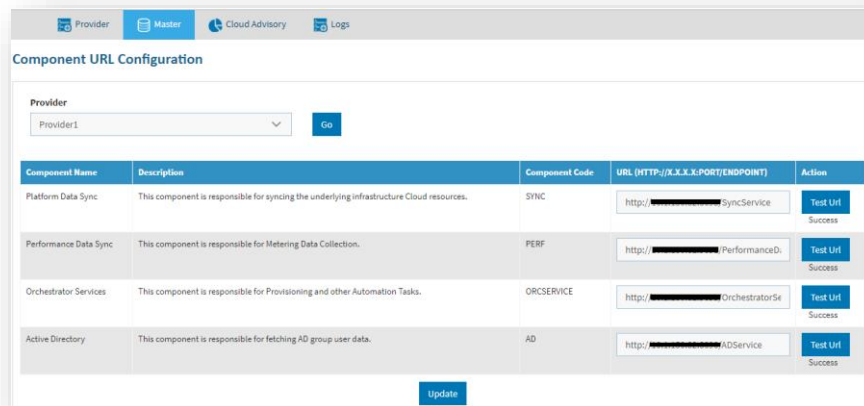 Provider Master Cloud Advisory Logs
Component URL Configuration
Provider
Provider1
Go
Component Name Description Component Code URL (HTTP://X.X.X.X:PORT/ENDPOINT) Action
Platform Data Sync This component is responsible for syncing the underlying infrastructure Cloud resources. SYNC http:// /SyncService Test Url
Success
Performance Data Sync This component is responsible for Metering Data Collection. PERF http:// /PerformanceD Test Url
Success
Orchestrator Services This component is responsible for Provisioning and other Automation Tasks. ORCSERVICE http:// OrchestratorSe Test Url
Success
Active Directory This component is responsible for fetching AD group user data. AD http:// /ADService Test Url
Success
Update